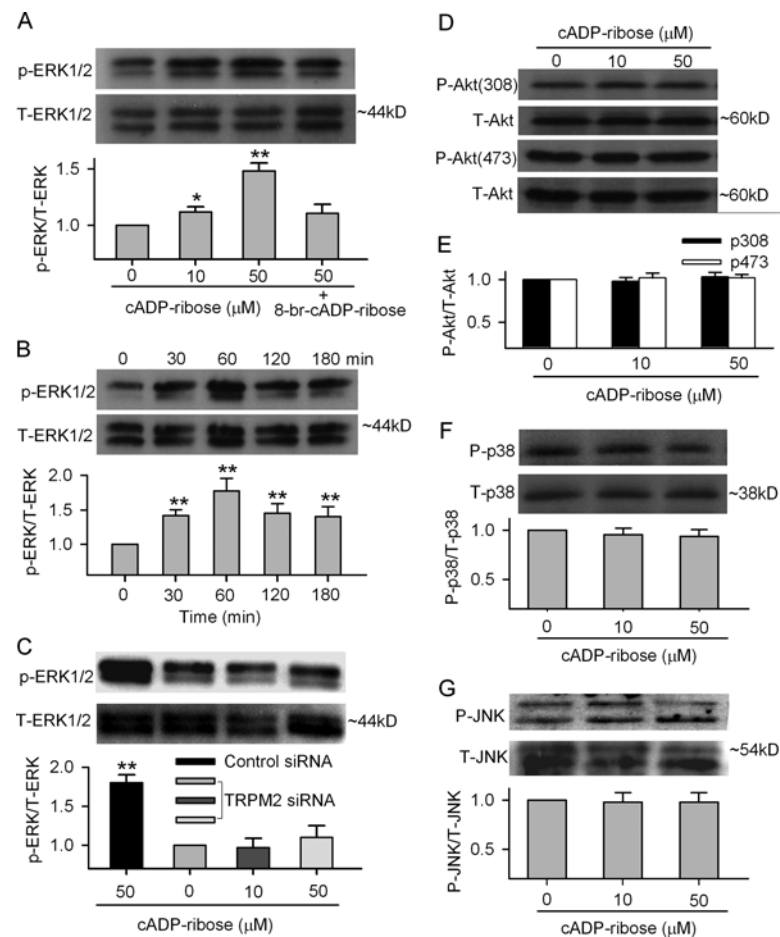 A
p-ERK1/2
T-ERK1/2
~44kD
p-ERK/T-ERK
1.5
1.0
*
**
0 10 50 50
+
cADP-ribose (μM) 8-br-cADP-ribose
B
0 30 60 120 180 min
p-ERK1/2
T-ERK1/2
~44kD
p-ERK/T-ERK
2.0
1.5
1.0
** ** ** **
0 30 60 120 180
Time (min)
C
p-ERK1/2
T-ERK1/2
~44kD
p-ERK/T-ERK
2.0
1.5
1.0
**
Control siRNA
TRPM2 siRNA
50 0 10 50
cADP-ribose (μM)
D
cADP-ribose (μM)
0 10 50
P-Akt(308)
T-Akt
~60kD
P-Akt(473)
T-Akt
~60kD
E
p308
p473
P-Akt/T-Akt
1.0
0.5
0 10 50
cADP-ribose (μM)
F
P-p38
T-p38
~38kD
P-p38/T-p38
1.0
0.5
0 10 50
cADP-ribose (μM)
G
P-JNK
T-JNK
~54kD
P-JNK/T-JNK
1.0
0.5
0 10 50
cADP-ribose (μM)